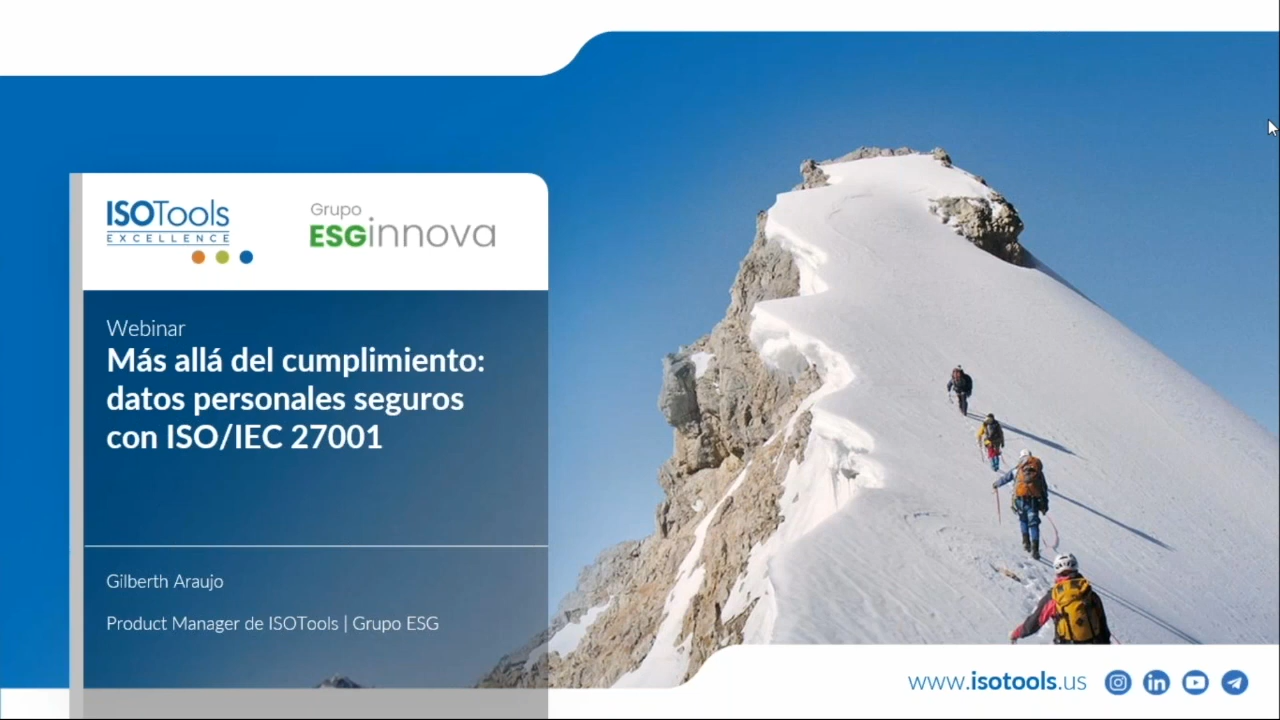 ISOTools
EXCELLENCE
Grupo
ESGinnova
Webinar
Más allá del cumplimiento:
datos personales seguros
con ISO/IEC 27001
Gilberth Araujo
Product Manager de ISOTools | Grupo ESG
www.isotools.us